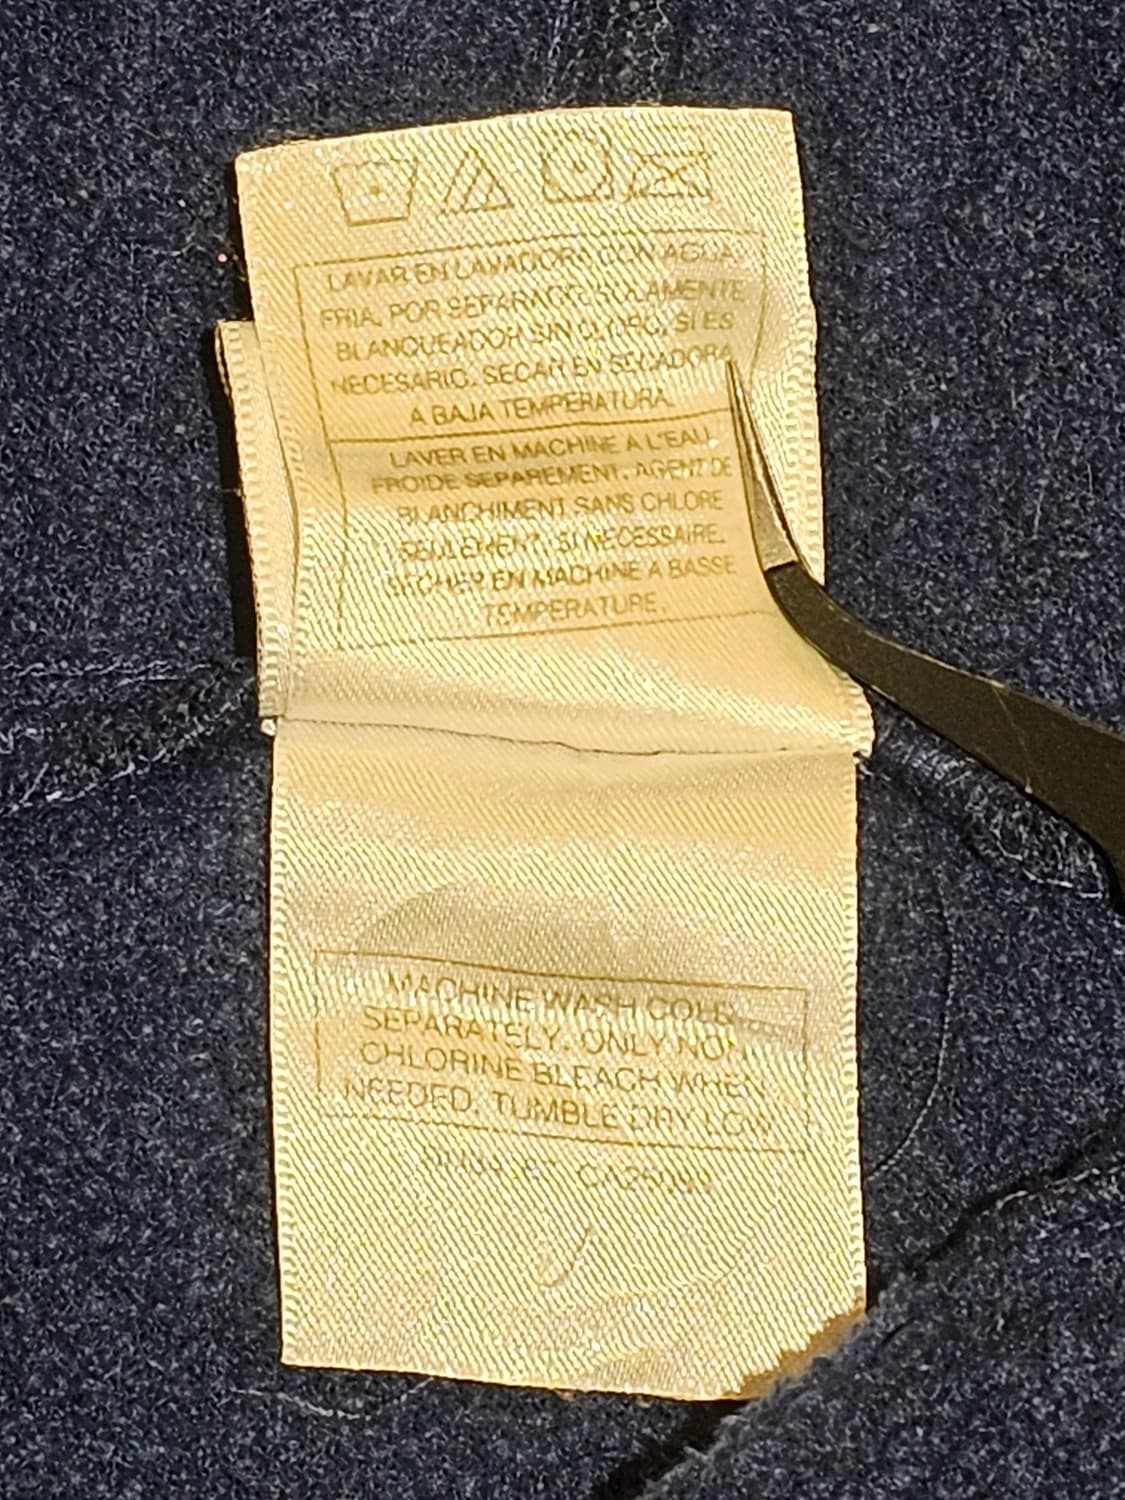 LAVAR EN LAVADORA CON AGUA
FRIA, POR SEPARADO. SOLAMENTE
BLANQUEADOR SIN CLORO, SI ES
NECESARIO. SECAR EN SECADORA
A BAJA TEMPERATURA.
LAVER EN MACHINE A L'EAU
FROIDE SEPAREMENT. AGENT DE
BLANCHIMENT SANS CHLORE
SEULEMENT, SI NECESSAIRE.
SECHER EN MACHINE A BASSE
TEMPERATURE.
MACHINE WASH COLD,
SEPARATELY. ONLY NON-
CHLORINE BLEACH WHEN
NEEDED. TUMBLE DRY LOW